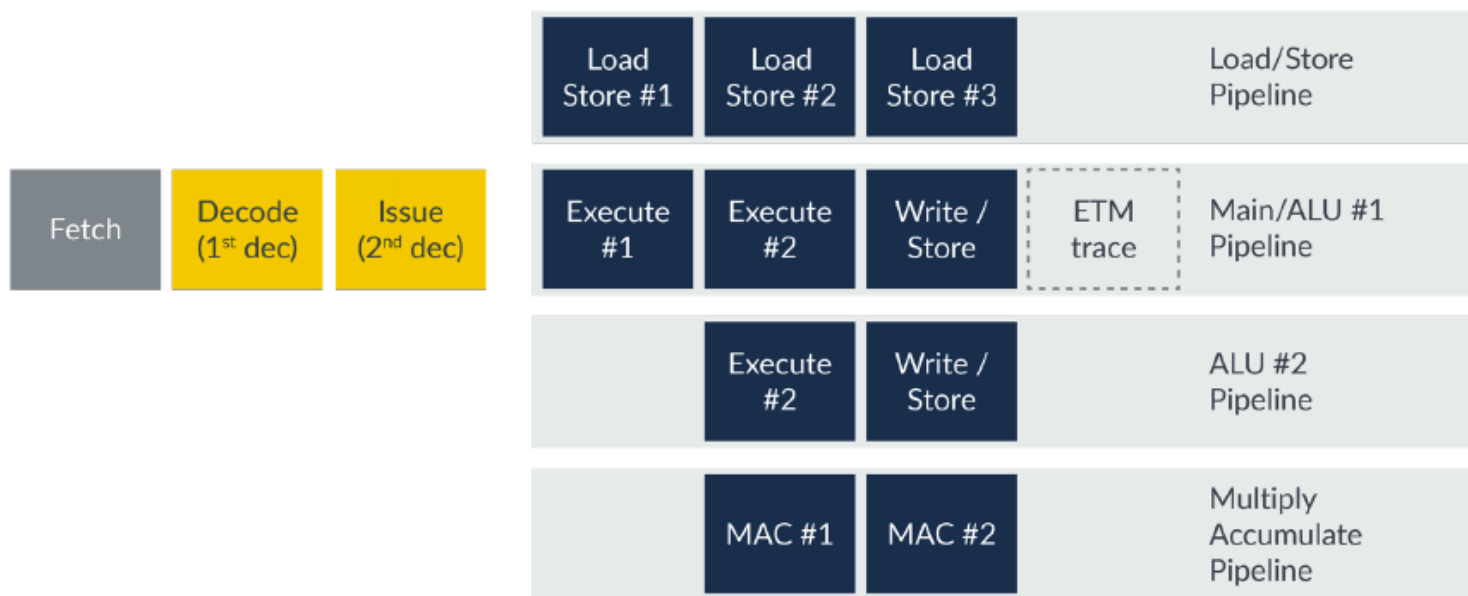 Load
Store #1
Load
Store #2
Load
Store #3
Load/Store
Pipeline
Fetch
Decode
(1st dec)
Issue
(2nd dec)
Execute
#1
Execute
#2
Write /
Store
ETM
trace
Main/ALU #1
Pipeline
Execute
#2
Write /
Store
ALU #2
Pipeline
MAC #1
MAC #2
Multiply
Accumulate
Pipeline